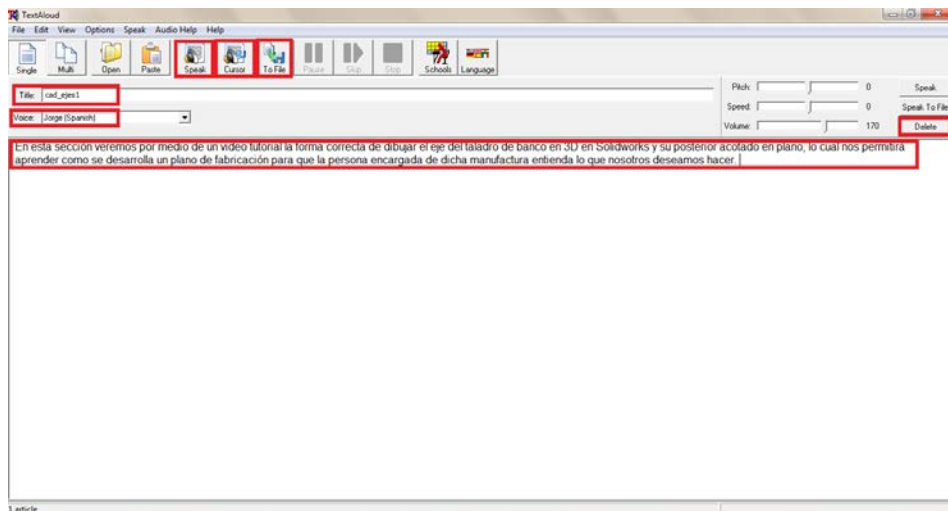 TextAloud
File Edit View Options Speak Audio Help Help
Single Multi Open Paste Speak Cursor To File Pause Skip Stop Schools Language
Title: cad_ejes1
Voice: Jorge (Spanish)
Pitch: 0 Speak
Speed: 0 Speak To File
Volume: 170 Delete
En esta sección veremos por medio de un video tutorial la forma correcta de dibujar el eje del taladro de banco en 3D en Solidworks y su posterior acotado en plano, lo cual nos permitira
aprender como se desarrolla un plano de fabricación para que la persona encargada de dicha manufactura entienda lo que nosotros deseamos hacer.
1 article